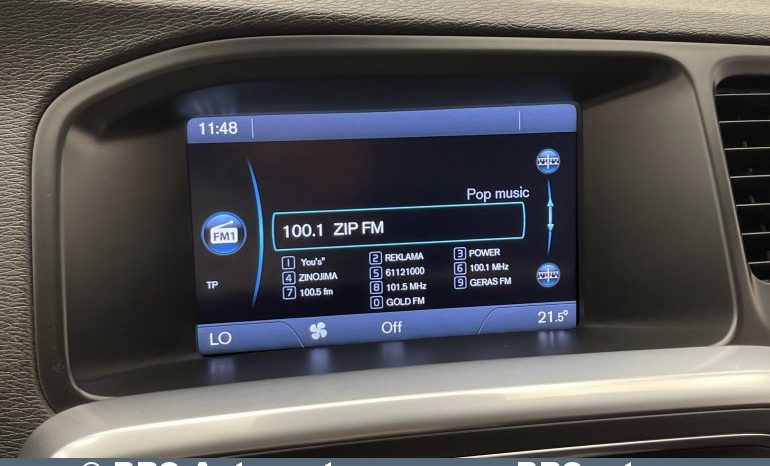 11:48
Pop music
100.1 ZIP FM
FM1
TP
1 You's"
2 REKLAMA
3 POWER
4 ZINOJIMA
5 61121000
6 100.1 MHz
7 100.5 fm
8 101.5 MHz
9 GERAS FM
0 GOLD FM
LO
Off
21.5°